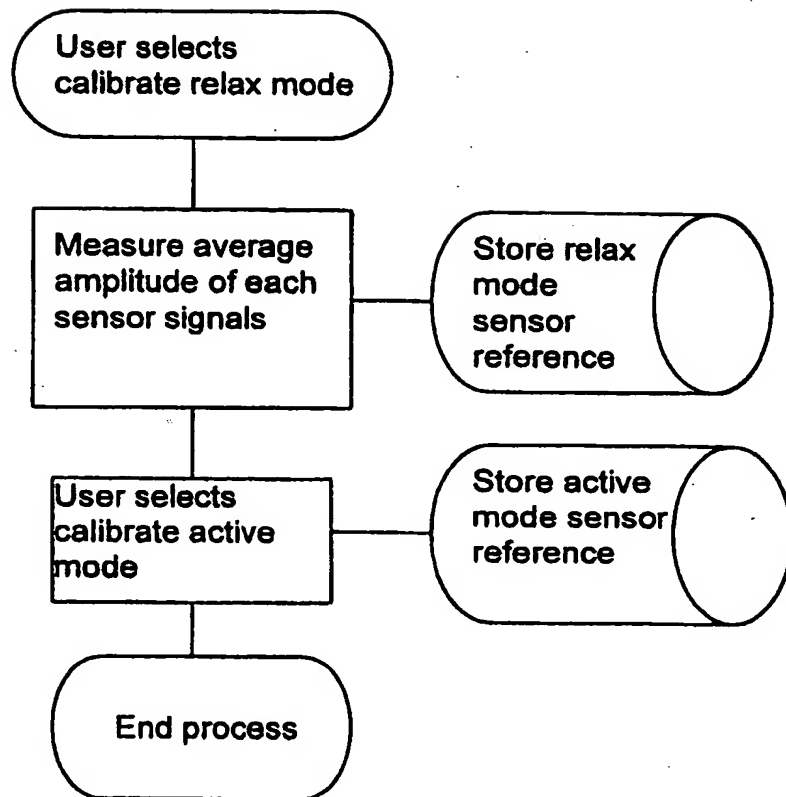 User selects
calibrate relax mode
Measure average
amplitude of each
sensor signals
Store relax
mode
sensor
reference
User selects
calibrate active
mode
Store active
mode sensor
reference
End process